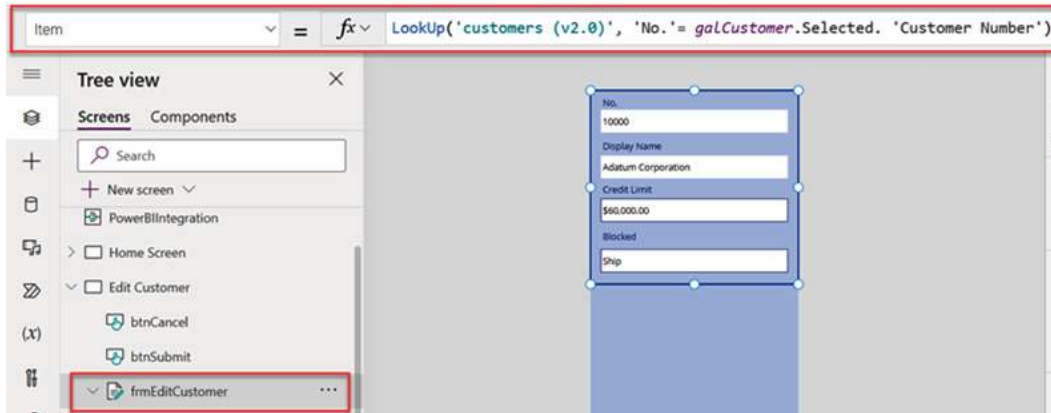 Item
= fx LookUp('customers (v2.0)', 'No.'= galCustomer.Selected. 'Customer Number')
Tree view
Screens Components
Search
New screen
PowerBIIntegration
Home Screen
Edit Customer
btnCancel
btnSubmit
(x)
frmEditCustomer ...
No.
10000
Display Name
Adatum Corporation
Credit Limit
$60,000.00
Blocked
Ship